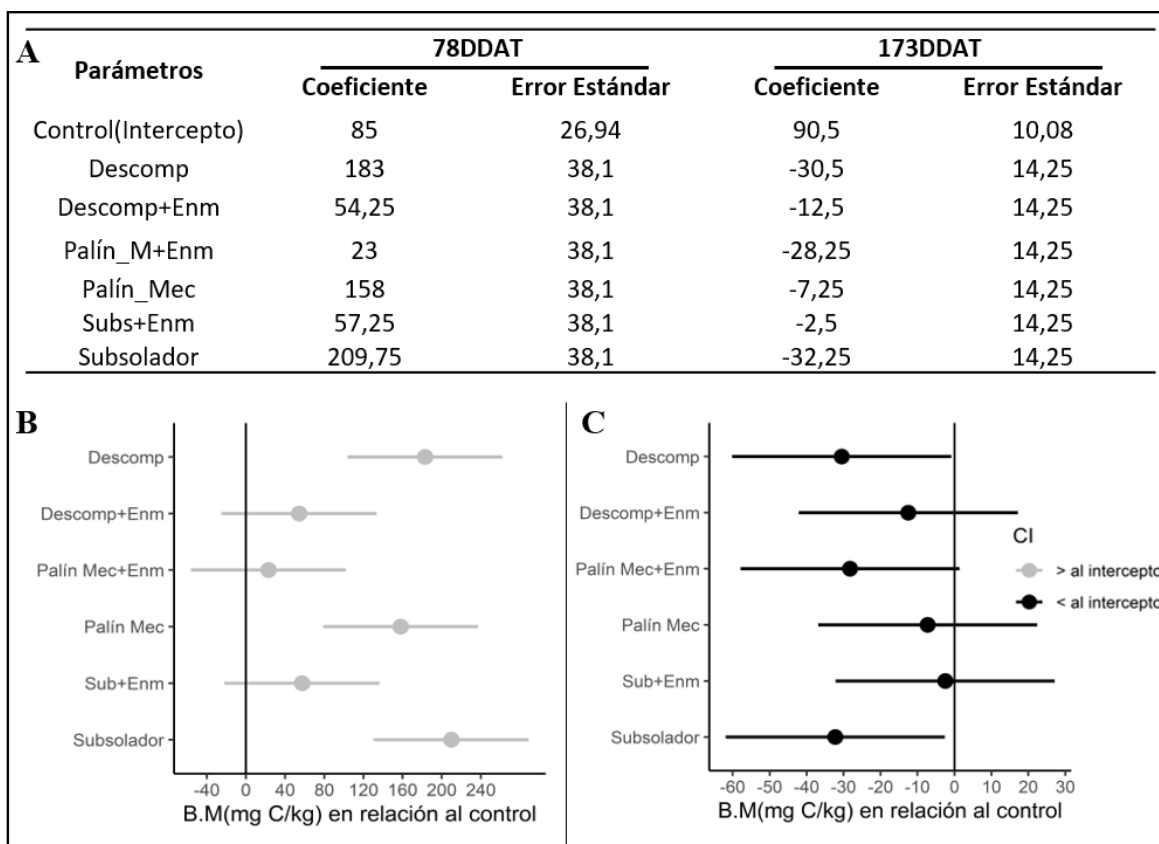 A
Parámetros 78DDAT 173DDAT
Coeficiente Error Estándar Coeficiente Error Estándar
Control(Intercepto) 85 26,94 90,5 10,08
Descomp 183 38,1 -30,5 14,25
Descomp+Enm 54,25 38,1 -12,5 14,25
Palín_M+Enm 23 38,1 -28,25 14,25
Palín_Mec 158 38,1 -7,25 14,25
Subs+Enm 57,25 38,1 -2,5 14,25
Subsolador 209,75 38,1 -32,25 14,25
B
Descomp
Descomp+Enm
Palín Mec+Enm
Palín Mec
Sub+Enm
Subsolador
-40 0 40 80 120 160 200 240
B.M(mg C/kg) en relación al control
C
Descomp
Descomp+Enm
Palín Mec+Enm
Palín Mec
Sub+Enm
Subsolador
-60 -50 -40 -30 -20 -10 0 10 20 30
B.M(mg C/kg) en relación al control
CI
> al intercepto
< al intercepto